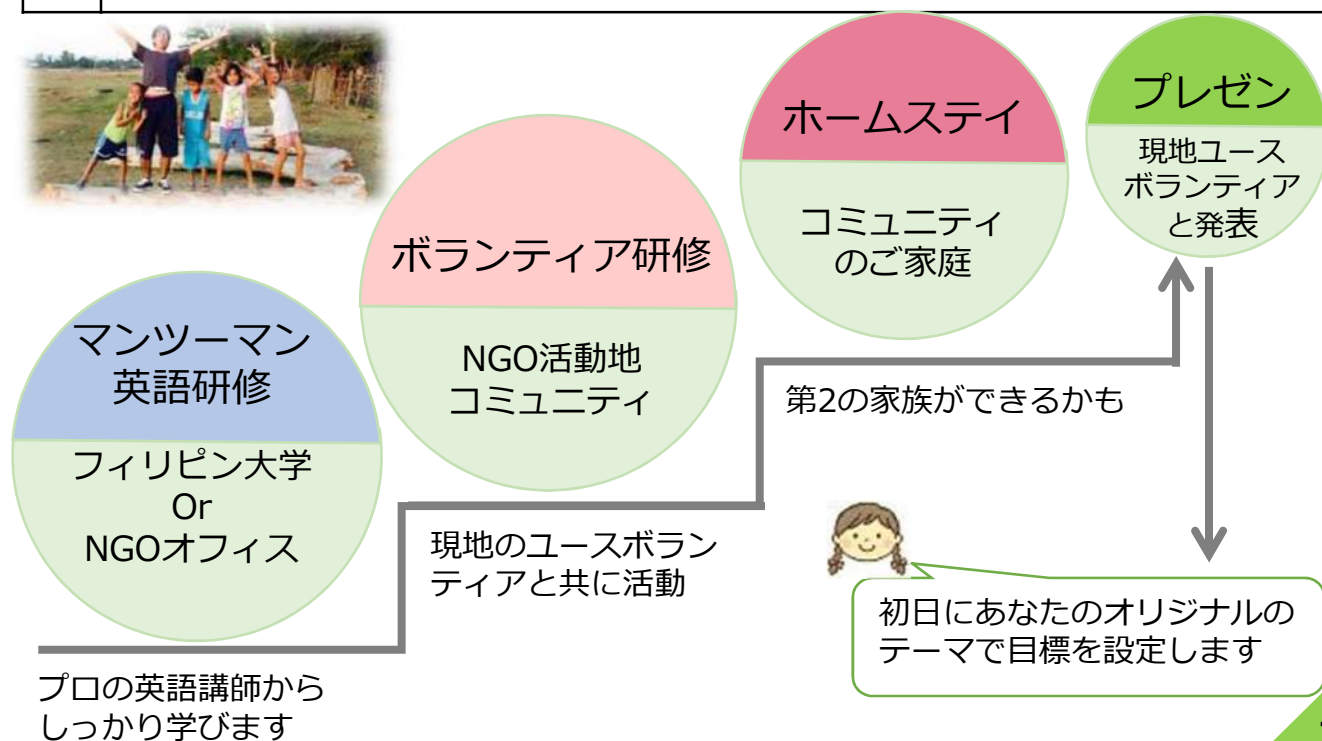 マンツーマン
英語研修
フィリピン大学
Or
NGOオフィス
プロの英語講師から
しっかり学びます
ボランティア研修
NGO活動地
コミュニティ
現地のユースボラン
ティアと共に活動
ホームステイ
コミュニティ
のご家庭
第2の家族ができるかも
プレゼン
現地ユース
ボランティア
と発表
初日にあなたのオリジナルの
テーマで目標を設定します